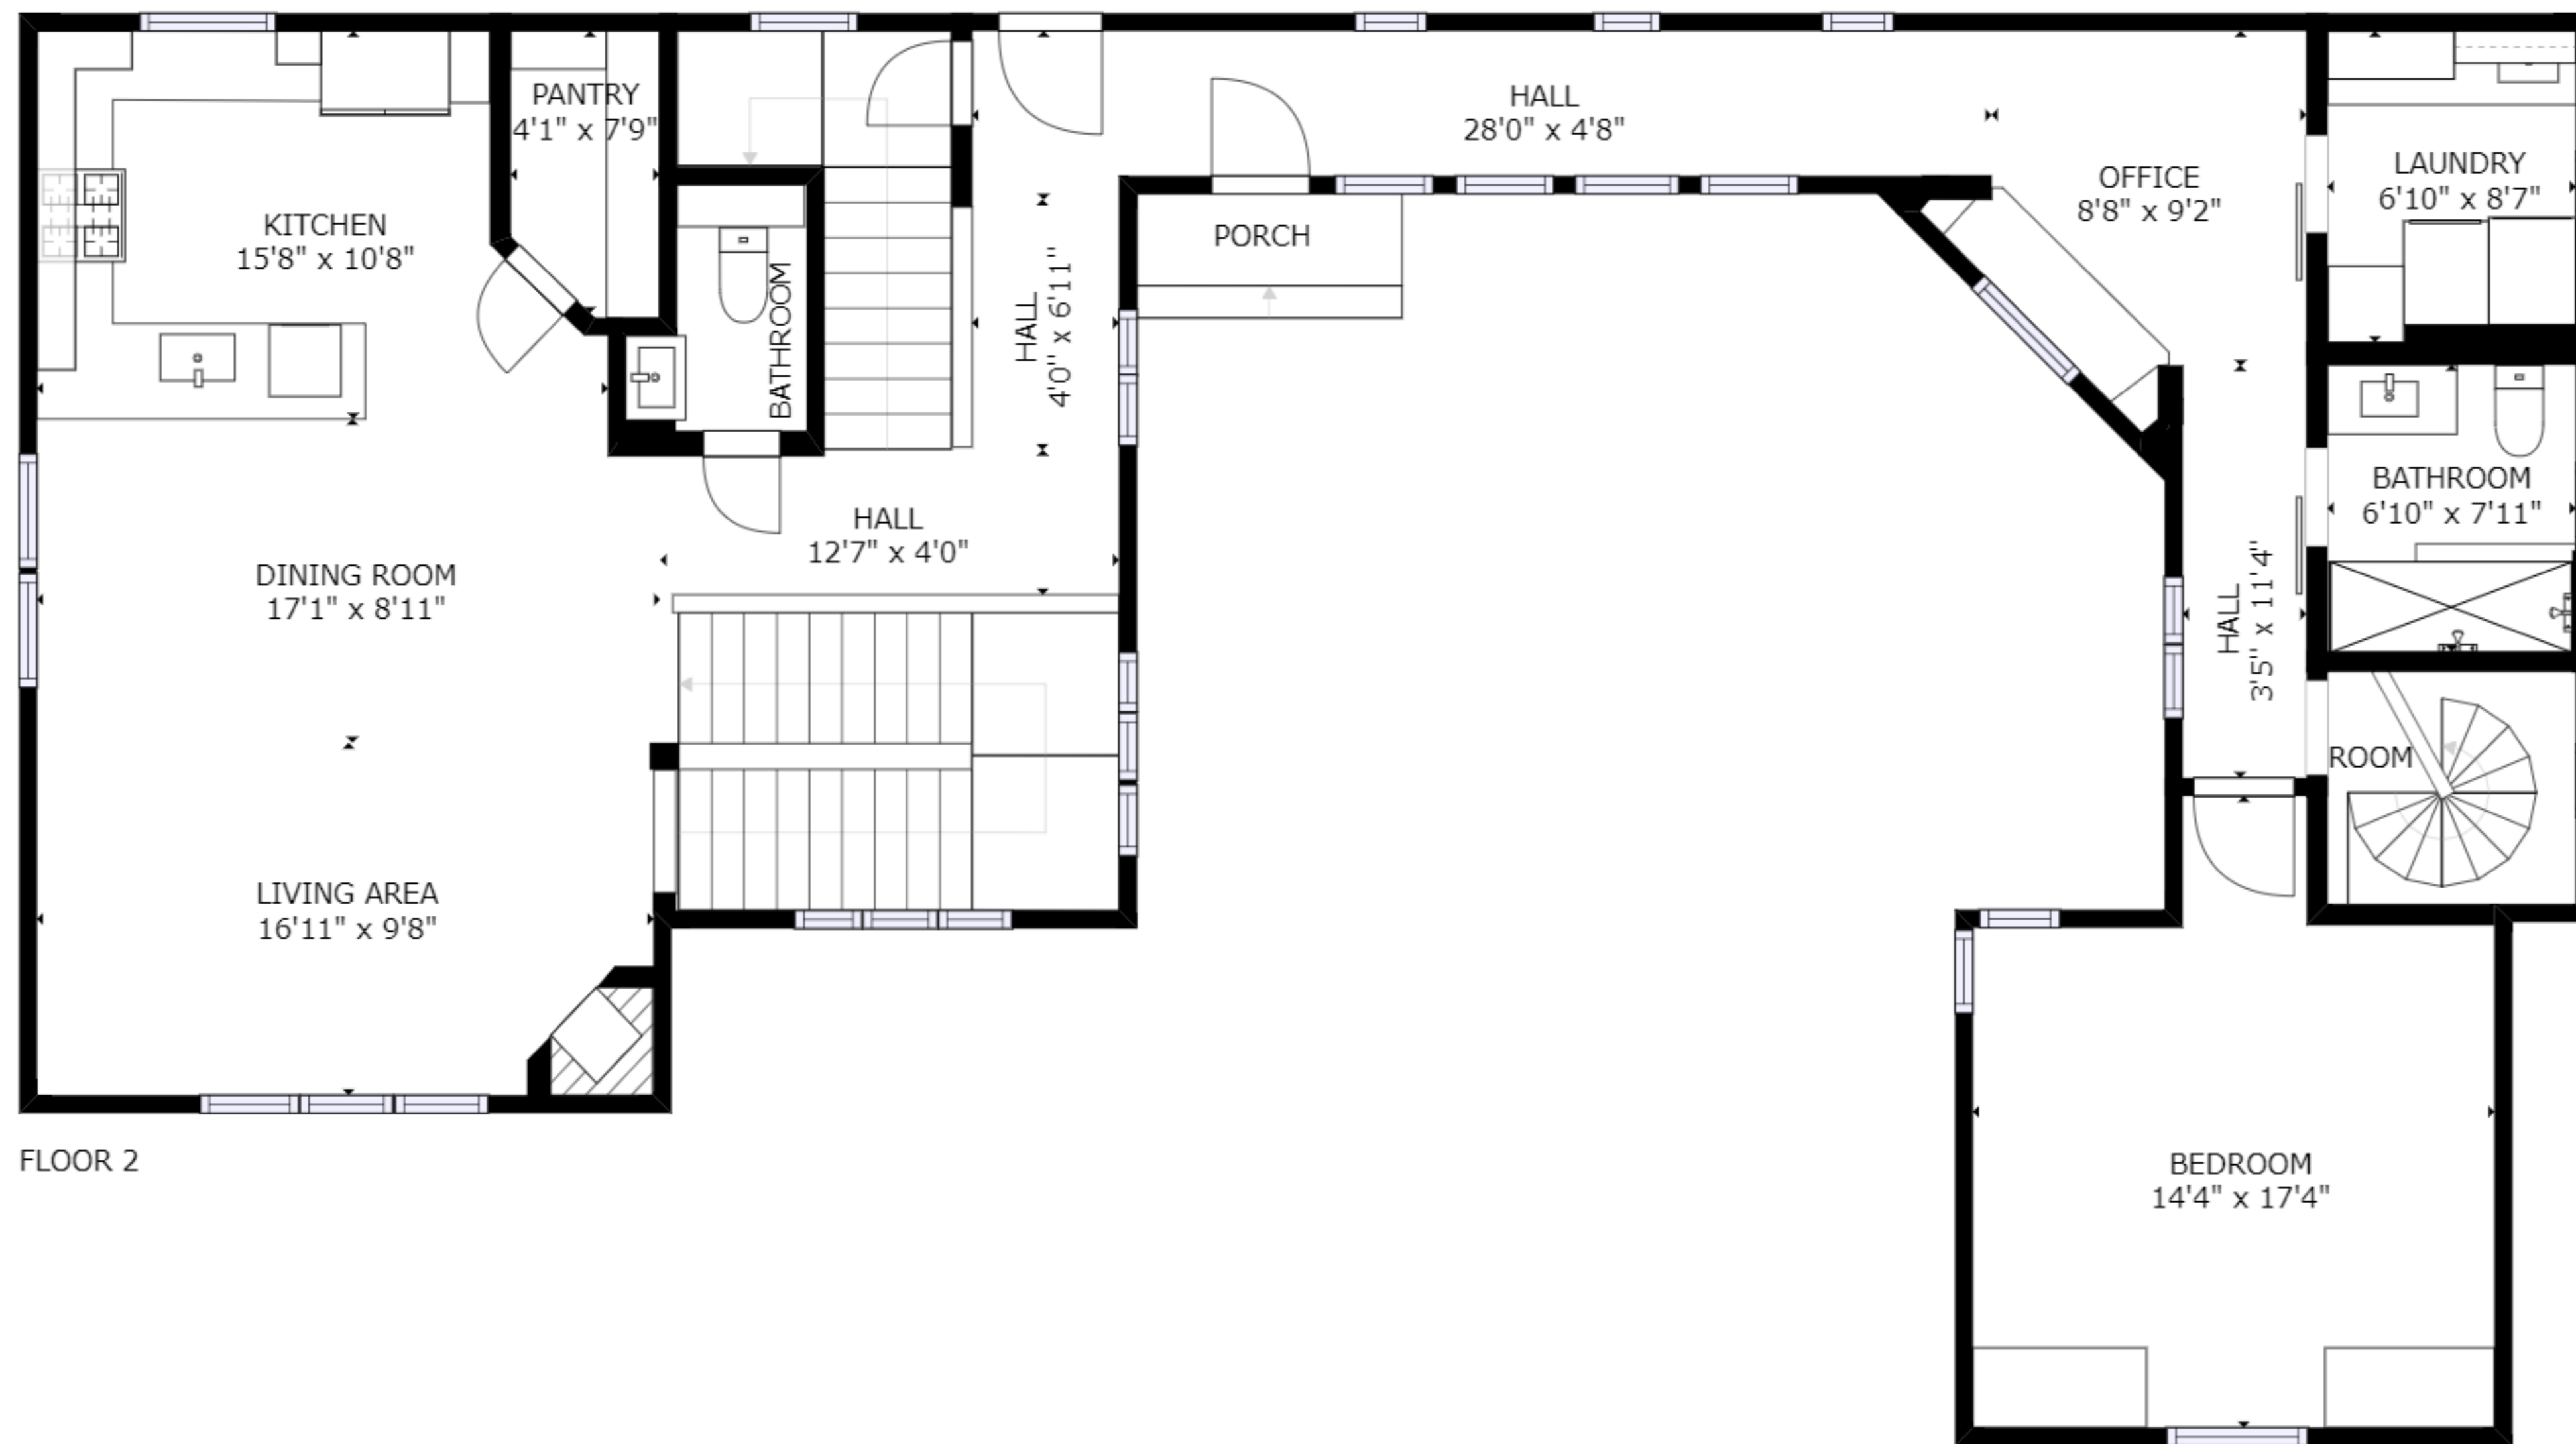 PANTRY
4'1" x 7'9"
HALL
28'0" x 4'8"
LAUNDRY
6'10" x 8'7"
OFFICE
8'8" x 9'2"
KITCHEN
15'8" x 10'8"
PORCH
BATHROOM
HALL
4'0" x 6'11"
BATHROOM
6'10" x 7'11"
HALL
12'7" x 4'0"
DINING ROOM
17'1" x 8'11"
HALL
3'5" x 11'4"
ROOM
LIVING AREA
16'11" x 9'8"
FLOOR 2
BEDROOM
14'4" x 17'4"